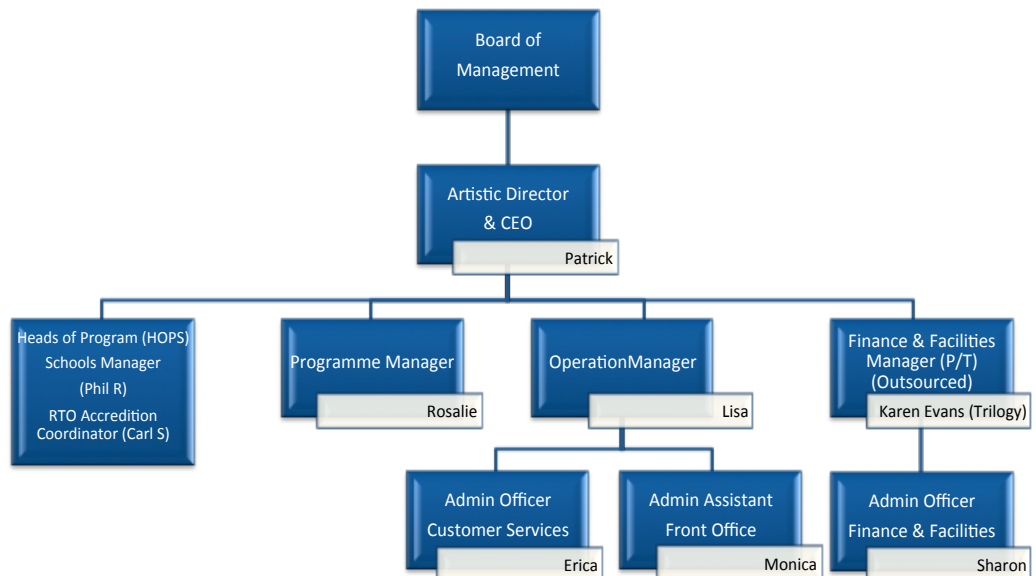 Board of
Management
Artistic Director
& CEO
Patrick
Heads of Program (HOPS)
Schools Manager
(Phil R)
RTO Accredition
Coordinator (Carl S)
Programme Manager
Rosalie
OperationManager
Lisa
Finance & Facilities
Manager (P/T)
(Outsourced)
Karen Evans (Trilogy)
Admin Officer
Customer Services
Erica
Admin Assistant
Front Office
Monica
Admin Officer
Finance & Facilities
Sharon